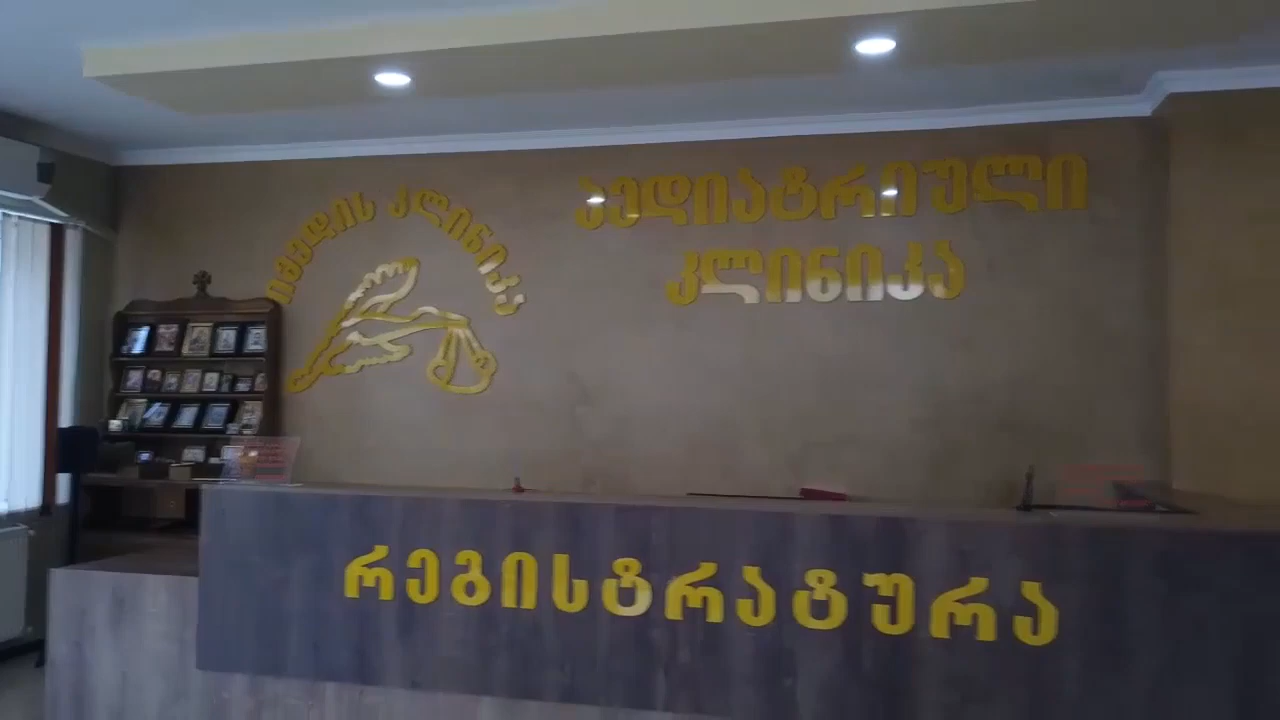 იმედის კლინიკა
პედიატრიული
კლინიკა
რეგისტრატურა